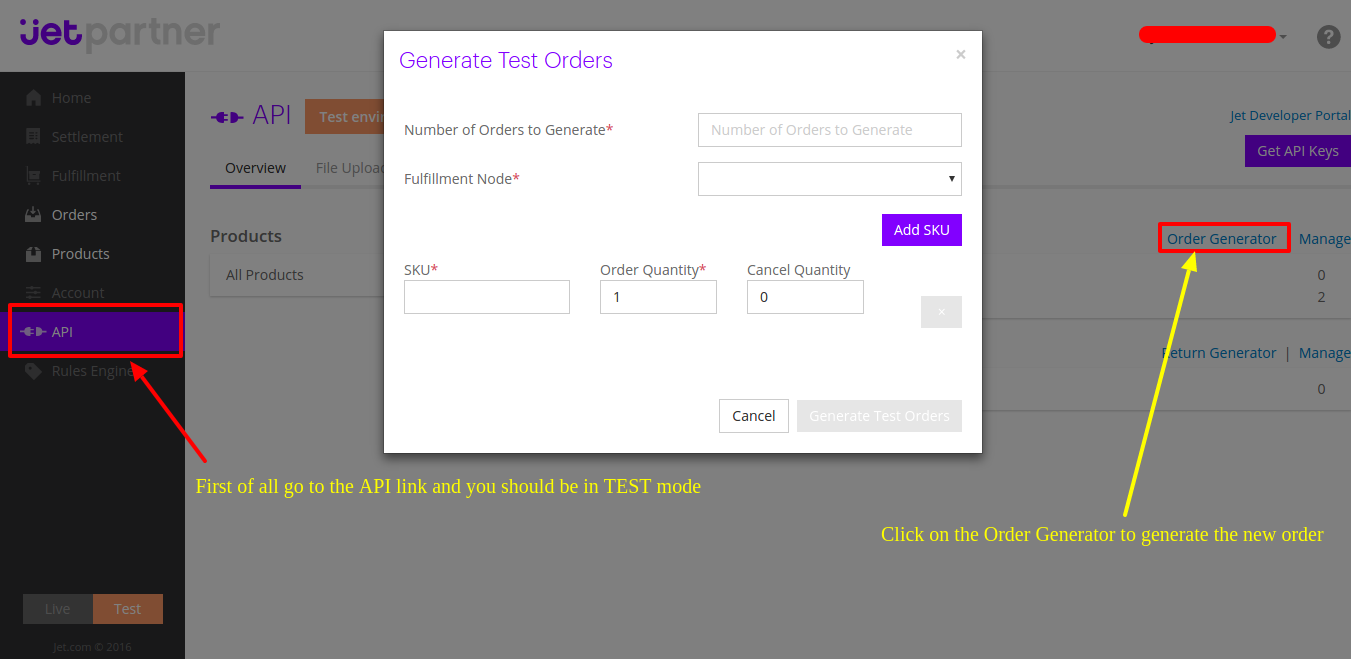 jet partner
Generate Test Orders
×
?
Home
Settlement
Fulfillment
Orders
Products
Account
API
Rules Engine
Live
Test
Jet.com © 2016
API
Test envi
Jet Developer Portal
Get API Keys
Overview
File Upload
Products
All Products
Number of Orders to Generate*
Number of Orders to Generate
Fulfillment Node*
Add SKU
SKU*
Order Quantity*
Cancel Quantity
1
0
×
Cancel
Generate Test Orders
Order Generator
Manage
0
2
Return Generator | Manage
0
First of all go to the API link and you should be in TEST mode
Click on the Order Generator to generate the new order